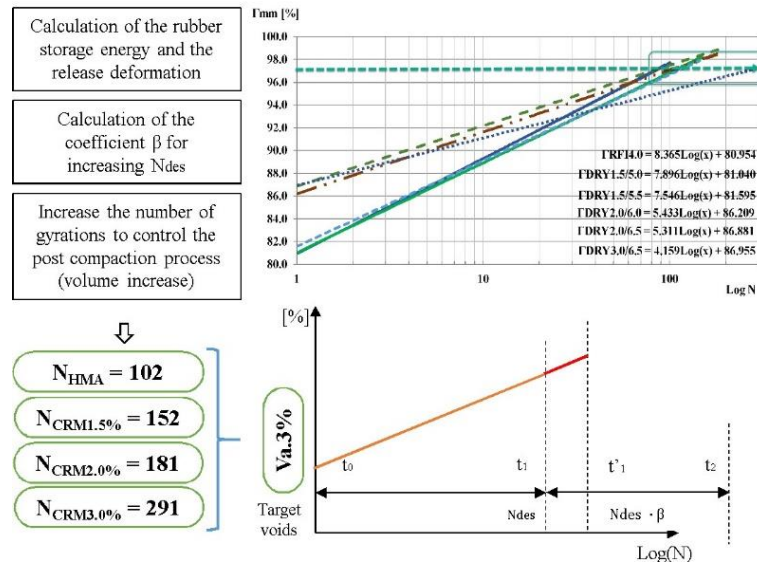 Calculation of the rubber
storage energy and the
release deformation
Calculation of the
coefficient β for
increasing Ndes
Increase the number of
gyrations to control the
post compaction process
(volume increase)
NHMA = 102
NCRM1.5% = 152
NCRM2.0% = 181
NCRM3.0% = 291
Γmm [%]
100.0
98.0
96.0
94.0
92.0
90.0
88.0
86.0
84.0
82.0
80.0
1
10
100
Log N
ΓRFI4.0 = 8.365Log(x) + 80.954
ΓDRY1.5/5.0 = 7.896Log(x) + 81.040
ΓDRY1.5/5.5 = 7.546Log(x) + 81.595
ΓDRY2.0/6.0 = 5.433Log(x) + 86.209
ΓDRY2.0/6.5 = 5.311Log(x) + 86.881
ΓDRY3.0/6.5 = 4.159Log(x) + 86.955
[%]
Va.3%
Target
voids
t0
t1
t'1
t2
Ndes
Ndes · β
Log(N)